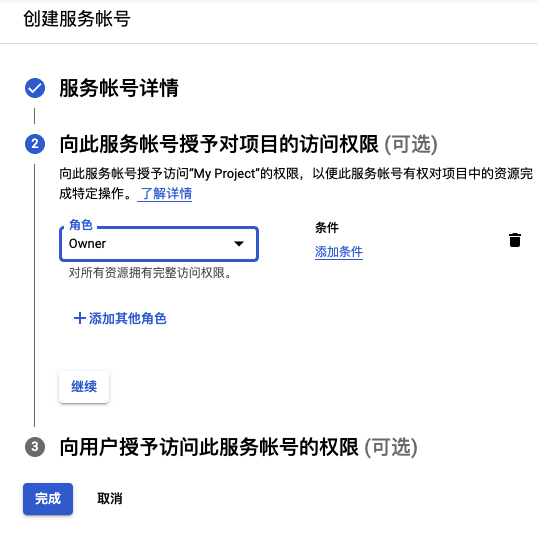 创建服务帐号
服务帐号详情
2 向此服务帐号授予对项目的访问权限 (可选)
向此服务帐号授予访问“My Project”的权限，以便此服务帐号有权对项目中的资源完
成特定操作。 了解详情
角色
Owner
条件
添加条件
对所有资源拥有完整访问权限。
添加其他角色
继续
3 向用户授予访问此服务帐号的权限 (可选)
完成 取消